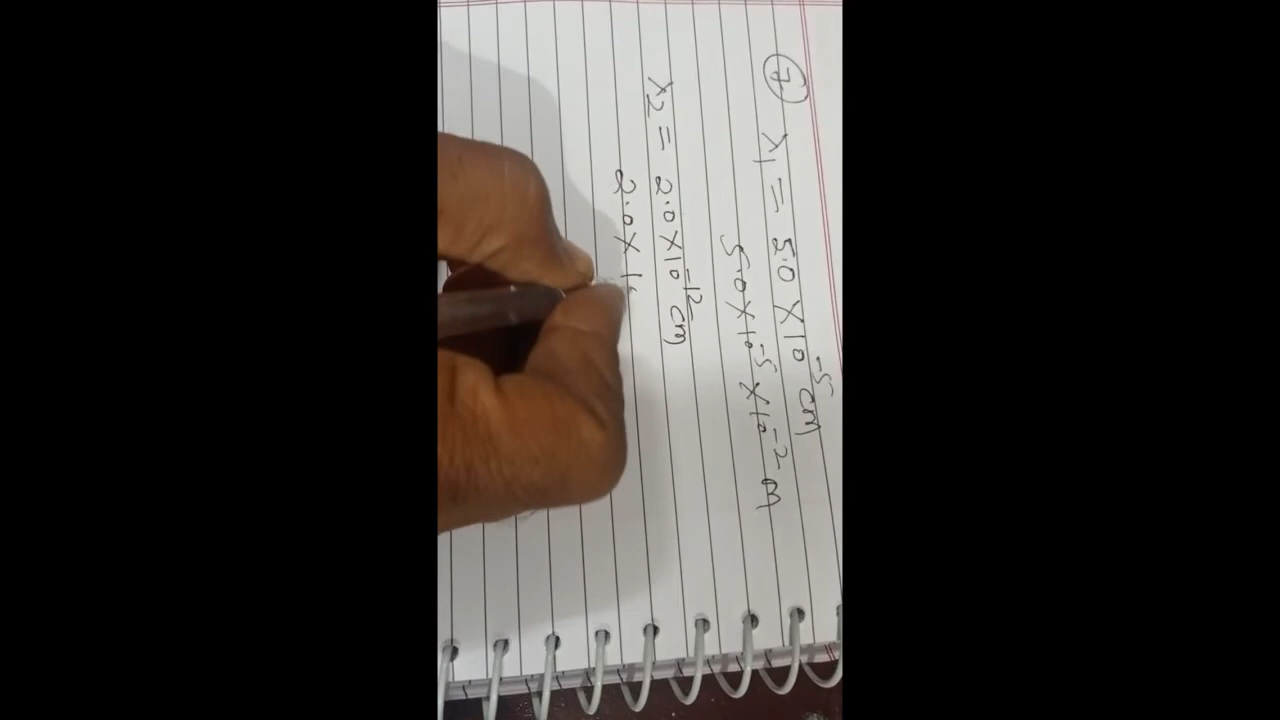 7 λ1 = 5.0 X 10^-5 cm
5.0 X 10^-5 X 10^-2 m
λ2 = 2.0 X 10^-12 cm
2.0 X 1